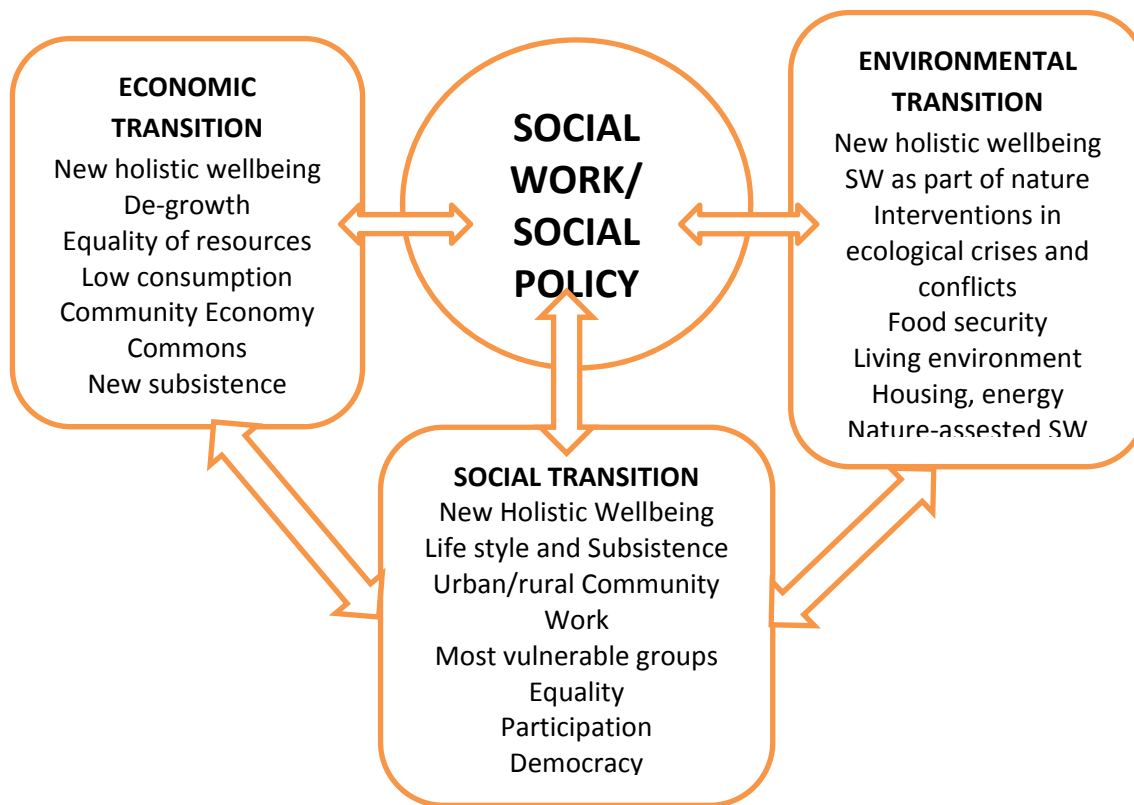 ECONOMIC
TRANSITION
New holistic wellbeing
De-growth
Equality of resources
Low consumption
Community Economy
Commons
New subsistence
SOCIAL
WORK/
SOCIAL
POLICY
ENVIRONMENTAL
TRANSITION
New holistic wellbeing
SW as part of nature
Interventions in
ecological crises and
conflicts
Food security
Living environment
Housing, energy
Nature-assested SW
SOCIAL TRANSITION
New Holistic Wellbeing
Life style and Subsistence
Urban/rural Community
Work
Most vulnerable groups
Equality
Participation
Democracy